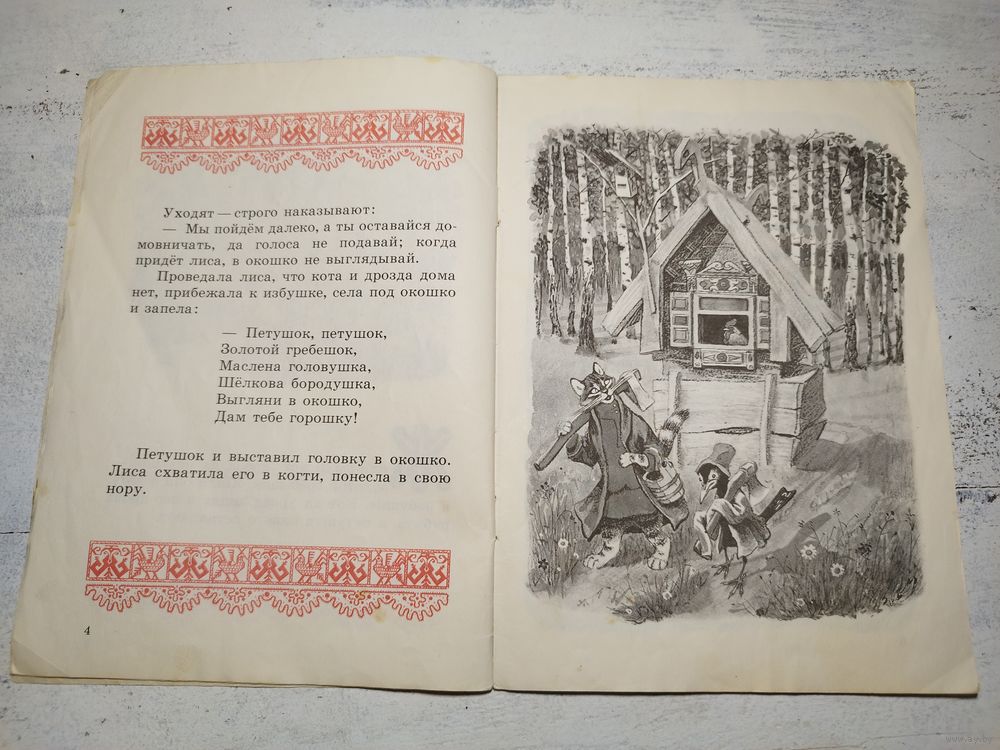 Уходят — строго наказывают:
— Мы пойдём далеко, а ты оставайся до-
мовничать, да голоса не подавай; когда
придёт лиса, в окошко не выглядывай.
Проведала лиса, что кота и дрозда дома
нет, прибежала к избушке, села под окошко
и запела:
— Петушок, петушок,
Золотой гребешок,
Маслена головушка,
Шёлкова бородушка,
Выгляни в окошко,
Дам тебе горошку!
Петушок и выставил головку в окошко.
Лиса схватила его в когти, понесла в свою
нору.
4